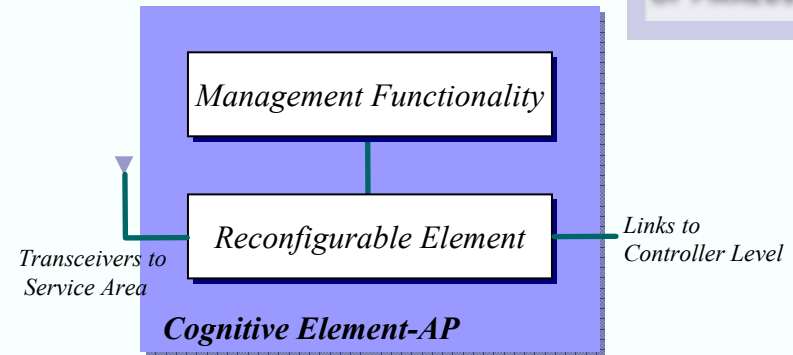 Management Functionality
Reconfigurable Element
Transceivers to
Service Area
Links to
Controller Level
Cognitive Element-AP